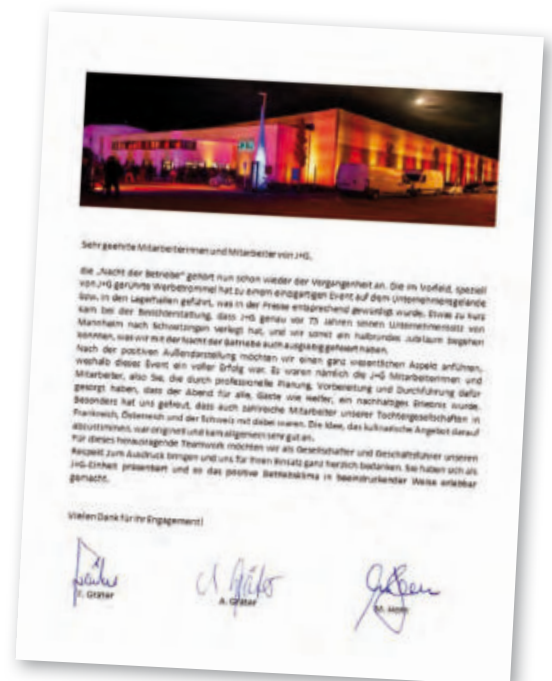 Sehr geehrte Mitarbeiterinnen und Mitarbeiter von J+G,
die „Nacht der Betriebe“ gehört nun schon wieder der Vergangenheit an. Die im Vorfeld, speziell
von J+G gerührte Werbetrommel hat zu einem einzigartigen Event auf dem Unternehmensgelände
bzw. in den Lagerhallen geführt, was in der Presse entsprechend gewürdigt wurde. Etwas zu kurz
kam bei der Berichterstattung, dass J+G genau vor 75 Jahren seinen Unternehmenssitz von
Mannheim nach Schwetzingen verlegt hat, und wir somit ein halbrundes Jubiläum begehen
konnten, was wir mit der Nacht der Betriebe auch ausgiebig gefeiert haben.
Nach der positiven Außendarstellung möchten wir einen ganz wesentlichen Aspekt anführen,
weshalb dieses Event ein voller Erfolg war. Es waren nämlich die J+G Mitarbeiterinnen und
Mitarbeiter, also Sie, die durch professionelle Planung, Vorbereitung und Durchführung dafür
gesorgt haben, dass der Abend für alle, Gäste wie Helfer, ein nachhaltiges Erlebnis wurde.
Besonders hat uns gefreut, dass auch zahlreiche Mitarbeiter unserer Tochtergesellschaften in
Frankreich, Österreich und der Schweiz mit dabei waren. Die Idee, das kulinarische Angebot darauf
abzustimmen, war originell und kam allgemein sehr gut an.
Für dieses herausragende Teamwork möchten wir als Gesellschafter und Geschäftsführer unseren
Respekt zum Ausdruck bringen und uns für Ihren Einsatz ganz herzlich bedanken. Sie haben sich als
J+G-Einheit präsentiert und so das positive Betriebsklima in beeindruckender Weise erlebbar
gemacht.
Vielen Dank für Ihr Engagement!
Gräter
A. Gräter
M.